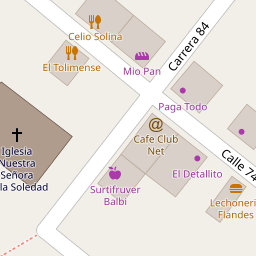 Celio Solina
Carrera 84
El Tolimense
Mio Pan
Paga Todo
@
Cafe Club
Net
Iglesia
Nuestra
Señora
la Soledad
El Detallito
Calle 74
Surtifruver
Balbi
Lechoneri
Flandes